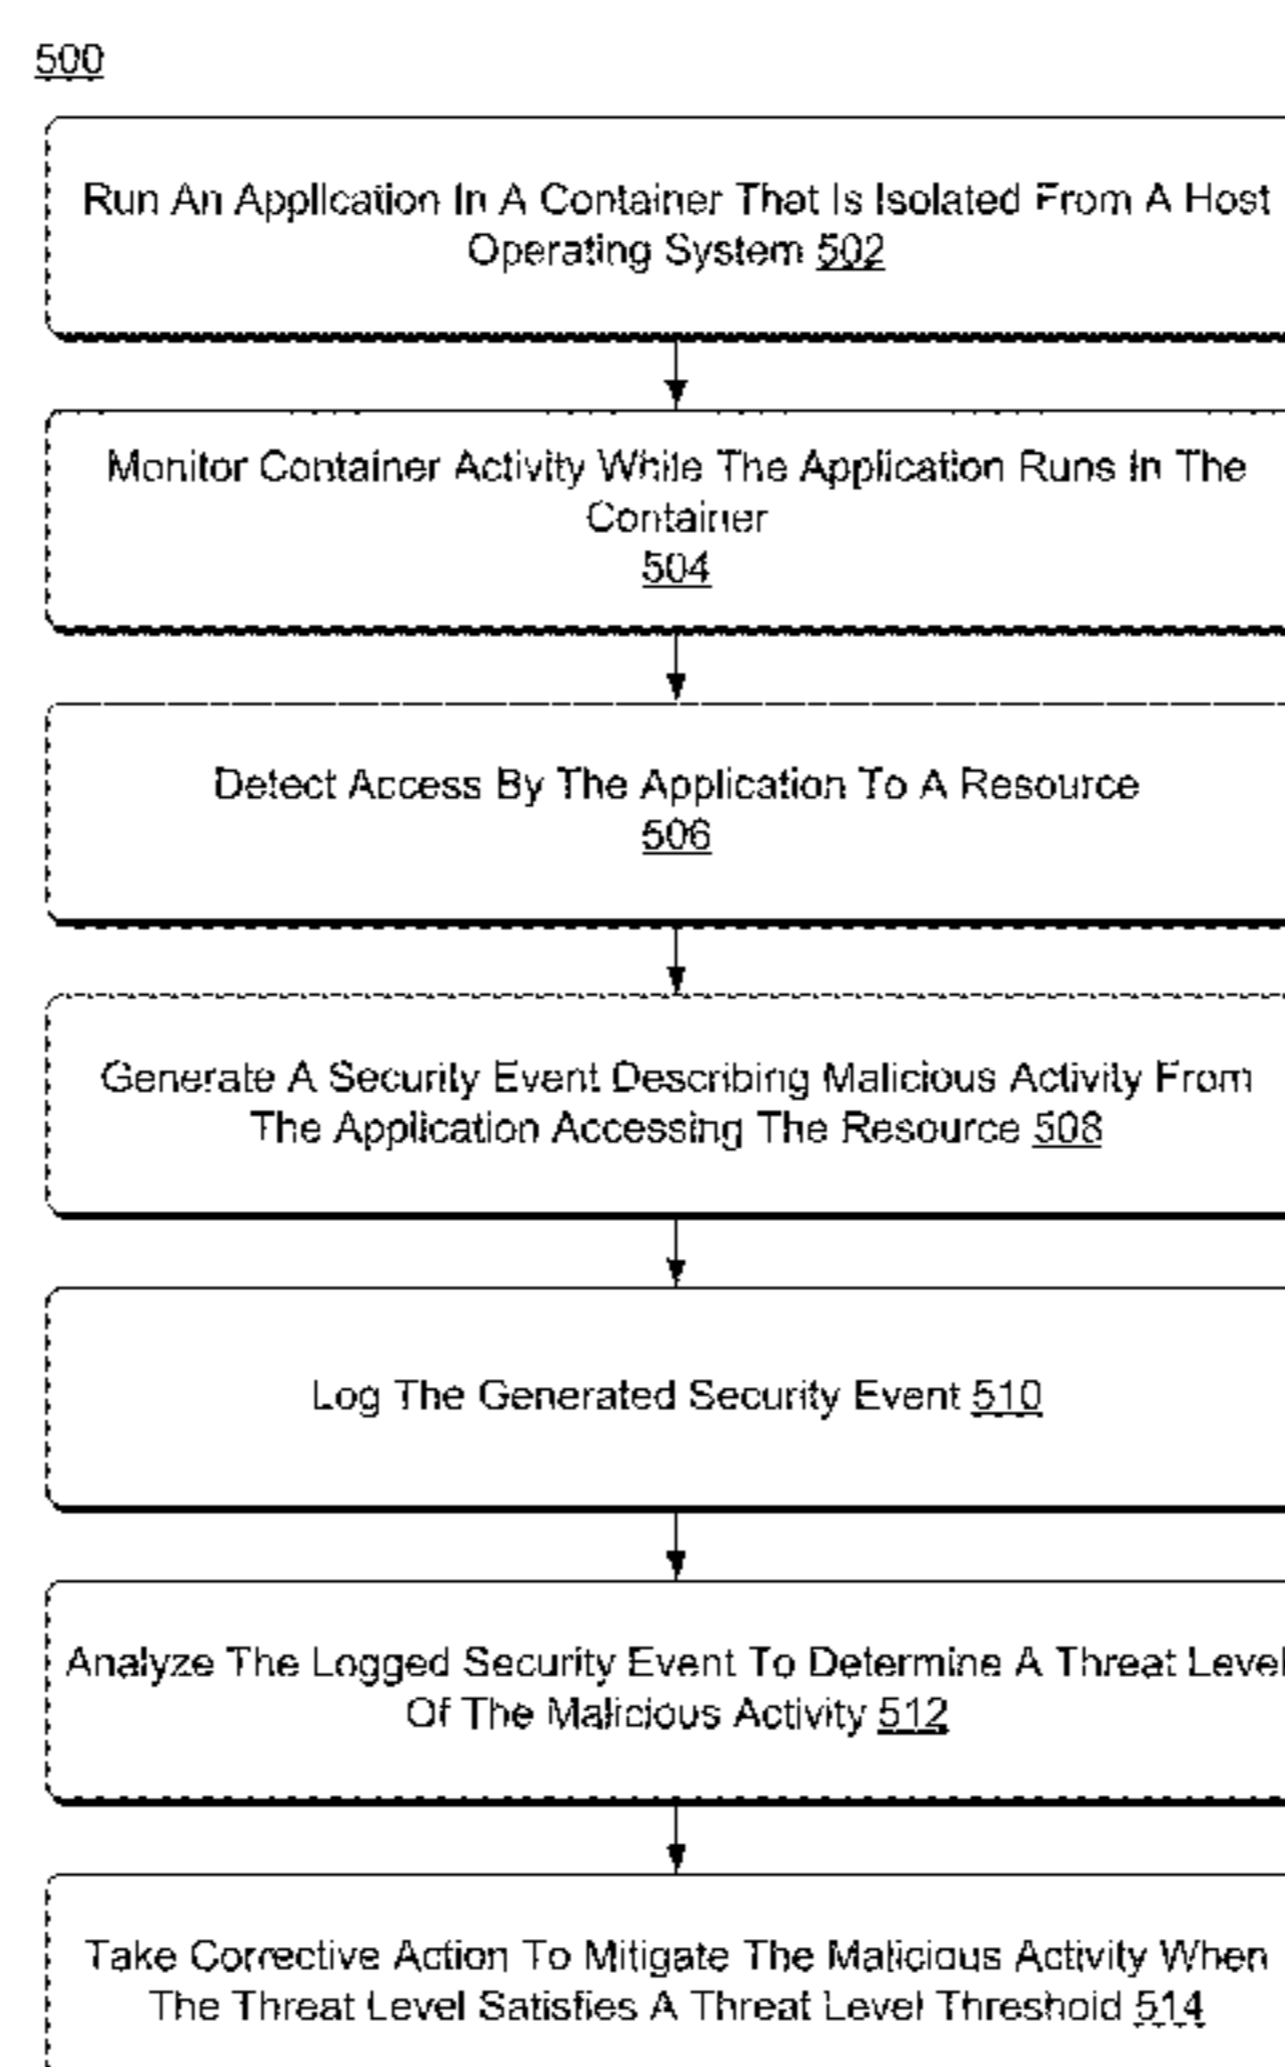 500
Run An Application In A Container That Is Isolated From A Host
Operating System 502
Monitor Container Activity While The Application Runs In The
Container
504
Detect Access By The Application To A Resource
506
Generate A Security Event Describing Malicious Activity From
The Application Accessing The Resource 508
Log The Generated Security Event 510
Analyze The Logged Security Event To Determine A Threat Level
Of The Malicious Activity 512
Take Corrective Action To Mitigate The Malicious Activity When
The Threat Level Satisfies A Threat Level Threshold 514